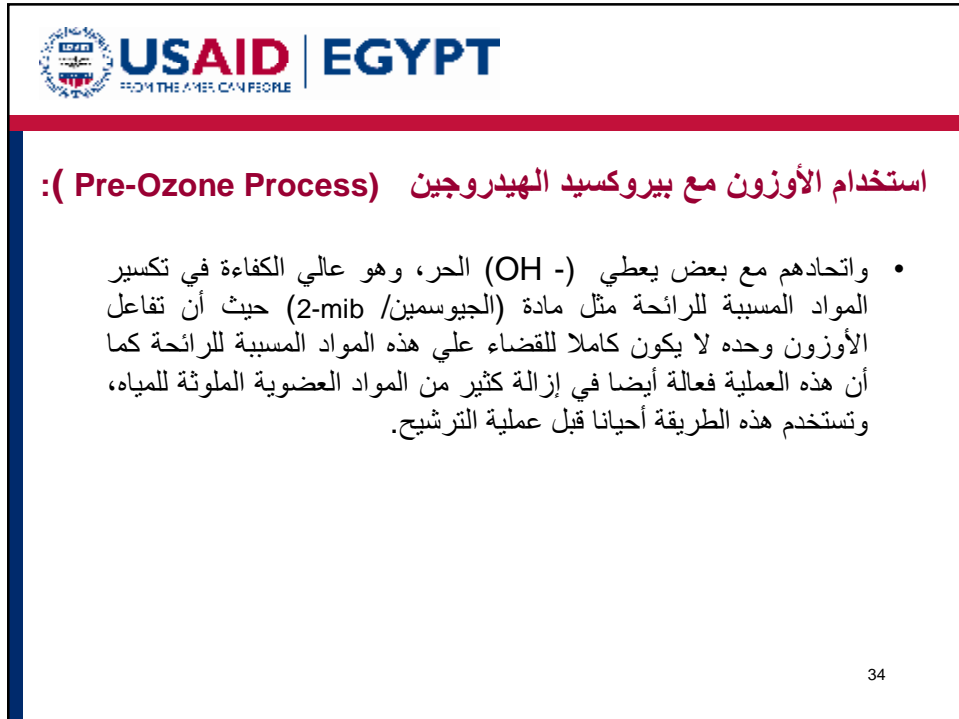 USAID | EGYPT
FROM THE AMERICAN PEOPLE
استخدام الأوزون مع بيروكسيد الهيدروجين (Pre-Ozone Process ):
• واتحادهم مع بعض يعطي (- OH) الحر، وهو عالي الكفاءة في تكسير
المواد المسببة للرائحة مثل مادة (الجيوسمين/ 2-mib) حيث أن تفاعل
الأوزون وحده لا يكون كاملا للقضاء علي هذه المواد المسببة للرائحة كما
أن هذه العملية فعالة أيضا في إزالة كثير من المواد العضوية الملوثة للمياه،
وتستخدم هذه الطريقة أحيانا قبل عملية الترشيح.
34